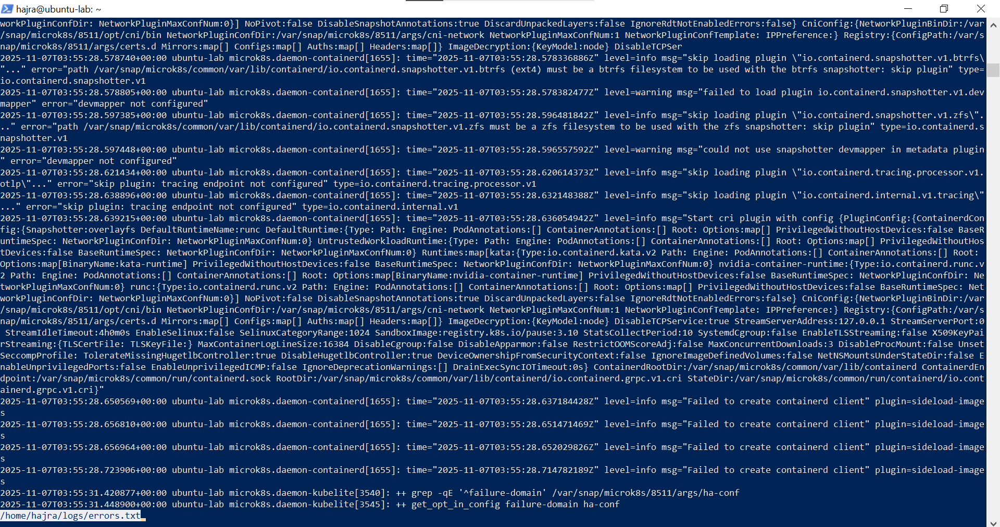 hajra@ubuntu-lab: ~
workPluginConfDir: NetworkPluginMaxConfNum:0}] NoPivot:false DisableSnapshotAnnotations:true DiscardUnpackedLayers:false IgnoreRdtNotEnabledErrors:false} CniConfig:{NetworkPluginBinDir:/var
/snap/microk8s/8511/opt/cni/bin NetworkPluginConfDir:/var/snap/microk8s/8511/args/cni-network NetworkPluginMaxConfNum:1 NetworkPluginConfTemplate: IPPreference:} Registry:{ConfigPath:/var/s
nap/microk8s/8511/args/certs.d Mirrors:map[] Configs:map[] Auths:map[] Headers:map[]} ImageDecryption:{KeyModel:node} DisableTCPSer
2025-11-07T03:55:28.578740+00:00 ubuntu-lab microk8s.daemon-containerd[1655]: time="2025-11-07T03:55:28.578336886Z" level=info msg="skip loading plugin \"io.containerd.snapshotter.v1.btrfs\
"..." error="path /var/snap/microk8s/common/var/lib/containerd/io.containerd.snapshotter.v1.btrfs (ext4) must be a btrfs filesystem to be used with the btrfs snapshotter: skip plugin" type=
io.containerd.snapshotter.v1
2025-11-07T03:55:28.578805+00:00 ubuntu-lab microk8s.daemon-containerd[1655]: time="2025-11-07T03:55:28.578382477Z" level=warning msg="failed to load plugin io.containerd.snapshotter.v1.dev
mapper" error="devmapper not configured"
2025-11-07T03:55:28.597385+00:00 ubuntu-lab microk8s.daemon-containerd[1655]: time="2025-11-07T03:55:28.596481842Z" level=info msg="skip loading plugin \"io.containerd.snapshotter.v1.zfs\".
.." error="path /var/snap/microk8s/common/var/lib/containerd/io.containerd.snapshotter.v1.zfs must be a zfs filesystem to be used with the zfs snapshotter: skip plugin" type=io.containerd.s
napshotter.v1
2025-11-07T03:55:28.597448+00:00 ubuntu-lab microk8s.daemon-containerd[1655]: time="2025-11-07T03:55:28.596557592Z" level=warning msg="could not use snapshotter devmapper in metadata plugin
" error="devmapper not configured"
2025-11-07T03:55:28.621434+00:00 ubuntu-lab microk8s.daemon-containerd[1655]: time="2025-11-07T03:55:28.620614373Z" level=info msg="skip loading plugin \"io.containerd.tracing.processor.v1.
otlp\"..." error="skip plugin: tracing endpoint not configured" type=io.containerd.tracing.processor.v1
2025-11-07T03:55:28.638896+00:00 ubuntu-lab microk8s.daemon-containerd[1655]: time="2025-11-07T03:55:28.632148388Z" level=info msg="skip loading plugin \"io.containerd.internal.v1.tracing\"
..." error="skip plugin: tracing endpoint not configured" type=io.containerd.internal.v1
2025-11-07T03:55:28.639215+00:00 ubuntu-lab microk8s.daemon-containerd[1655]: time="2025-11-07T03:55:28.636054942Z" level=info msg="Start cri plugin with config {PluginConfig:{ContainerdCon
fig:{Snapshotter:overlayfs DefaultRuntimeName:runc DefaultRuntime:{Type: Path: Engine: PodAnnotations:[] ContainerAnnotations:[] Root: Options:map[] PrivilegedWithoutHostDevices:false BaseR
untimeSpec: NetworkPluginConfDir: NetworkPluginMaxConfNum:0} UntrustedWorkloadRuntime:{Type: Path: Engine: PodAnnotations:[] ContainerAnnotations:[] Root: Options:map[] PrivilegedWithoutHos
tDevices:false BaseRuntimeSpec: NetworkPluginConfDir: NetworkPluginMaxConfNum:0} Runtimes:map[kata:{Type:io.containerd.kata.v2 Path: Engine: PodAnnotations:[] ContainerAnnotations:[] Root:
Options:map[BinaryName:kata-runtime] PrivilegedWithoutHostDevices:false BaseRuntimeSpec: NetworkPluginConfDir: NetworkPluginMaxConfNum:0} nvidia-container-runtime:{Type:io.containerd.runc.v
2 Path: Engine: PodAnnotations:[] ContainerAnnotations:[] Root: Options:map[BinaryName:nvidia-container-runtime] PrivilegedWithoutHostDevices:false BaseRuntimeSpec: NetworkPluginConfDir: Ne
tworkPluginMaxConfNum:0} runc:{Type:io.containerd.runc.v2 Path: Engine: PodAnnotations:[] ContainerAnnotations:[] Root: Options:map[] PrivilegedWithoutHostDevices:false BaseRuntimeSpec: Net
workPluginConfDir: NetworkPluginMaxConfNum:0}] NoPivot:false DisableSnapshotAnnotations:true DiscardUnpackedLayers:false IgnoreRdtNotEnabledErrors:false} CniConfig:{NetworkPluginBinDir:/var
/snap/microk8s/8511/opt/cni/bin NetworkPluginConfDir:/var/snap/microk8s/8511/args/cni-network NetworkPluginMaxConfNum:1 NetworkPluginConfTemplate: IPPreference:} Registry:{ConfigPath:/var/s
nap/microk8s/8511/args/certs.d Mirrors:map[] Configs:map[] Auths:map[] Headers:map[]} ImageDecryption:{KeyModel:node} DisableTCPService:true StreamServerAddress:127.0.0.1 StreamServerPort:0
StreamIdleTimeout:4h0m0s EnableSelinux:false SelinuxCategoryRange:1024 SandboxImage:registry.k8s.io/pause:3.10 StatsCollectPeriod:10 SystemdCgroup:false EnableTLSStreaming:false X509KeyPai
rStreaming:{TLSCertFile: TLSKeyFile:} MaxContainerLogLineSize:16384 DisableCgroup:false DisableApparmor:false RestrictOOMScoreAdj:false MaxConcurrentDownloads:3 DisableProcMount:false Unset
SeccompProfile: TolerateMissingHugetlbController:true DisableHugetlbController:true DeviceOwnershipFromSecurityContext:false IgnoreImageDefinedVolumes:false NetNSMountsUnderStateDir:false E
nableUnprivilegedPorts:false EnableUnprivilegedICMP:false IgnoreDeprecationWarnings:[] DrainExecSyncIOTimeout:0s} ContainerdRootDir:/var/snap/microk8s/common/var/lib/containerd ContainerdEn
dpoint:/var/snap/microk8s/common/run/containerd.sock RootDir:/var/snap/microk8s/common/var/lib/containerd/io.containerd.grpc.v1.cri StateDir:/var/snap/microk8s/common/run/containerd/io.cont
ainerd.grpc.v1.cri}"
2025-11-07T03:55:28.650569+00:00 ubuntu-lab microk8s.daemon-containerd[1655]: time="2025-11-07T03:55:28.637184428Z" level=info msg="Failed to create containerd client" plugin=sideload-image
s
2025-11-07T03:55:28.656810+00:00 ubuntu-lab microk8s.daemon-containerd[1655]: time="2025-11-07T03:55:28.651471469Z" level=info msg="Failed to create containerd client" plugin=sideload-image
s
2025-11-07T03:55:28.656964+00:00 ubuntu-lab microk8s.daemon-containerd[1655]: time="2025-11-07T03:55:28.652029826Z" level=info msg="Failed to create containerd client" plugin=sideload-image
s
2025-11-07T03:55:28.723906+00:00 ubuntu-lab microk8s.daemon-containerd[1655]: time="2025-11-07T03:55:28.714782189Z" level=info msg="Failed to create containerd client" plugin=sideload-image
s
2025-11-07T03:55:31.420877+00:00 ubuntu-lab microk8s.daemon-kubelite[3540]: ++ grep -qE '^failure-domain' /var/snap/microk8s/8511/args/ha-conf
2025-11-07T03:55:31.448900+00:00 ubuntu-lab microk8s.daemon-kubelite[3545]: ++ get_opt_in_config failure-domain ha-conf
/home/hajra/logs/errors.txt